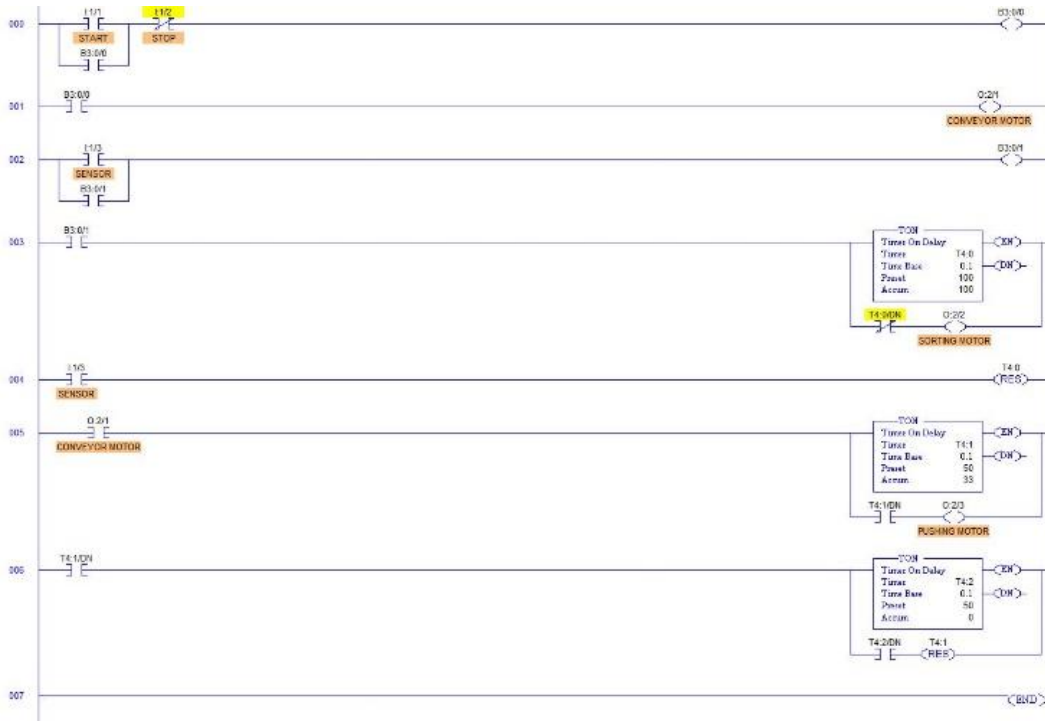 000
I:1/1
START
I:1/2
STOP
B3:0/0
B3:0/0
001
B3:0/0
O:2/1
CONVEYOR MOTOR
002
I:1/3
SENSOR
B3:0/1
B3:0/1
003
B3:0/1
TON
Timer On Delay
Timer T4:0
Time Base 0.1
Preset 100
Accum 100
EN
DN
T4:0/DN
O:2/2
SORTING MOTOR
004
I:1/3
SENSOR
T4:0
RES
005
O:2/1
CONVEYOR MOTOR
TON
Timer On Delay
Timer T4:1
Time Base 0.1
Preset 50
Accum 33
EN
DN
T4:1/DN
O:2/3
PUSHING MOTOR
006
T4:1/DN
TON
Timer On Delay
Timer T4:2
Time Base 0.1
Preset 50
Accum 0
EN
DN
T4:2/DN
T4:1
RES
007
END